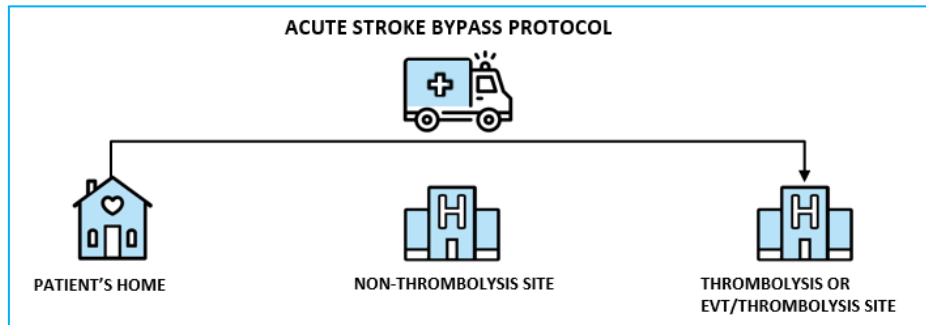 ACUTE STROKE BYPASS PROTOCOL
H
H
PATIENT'S HOME
NON-THROMBOLYSIS SITE
THROMBOLYSIS OR
EVT/THROMBOLYSIS SITE